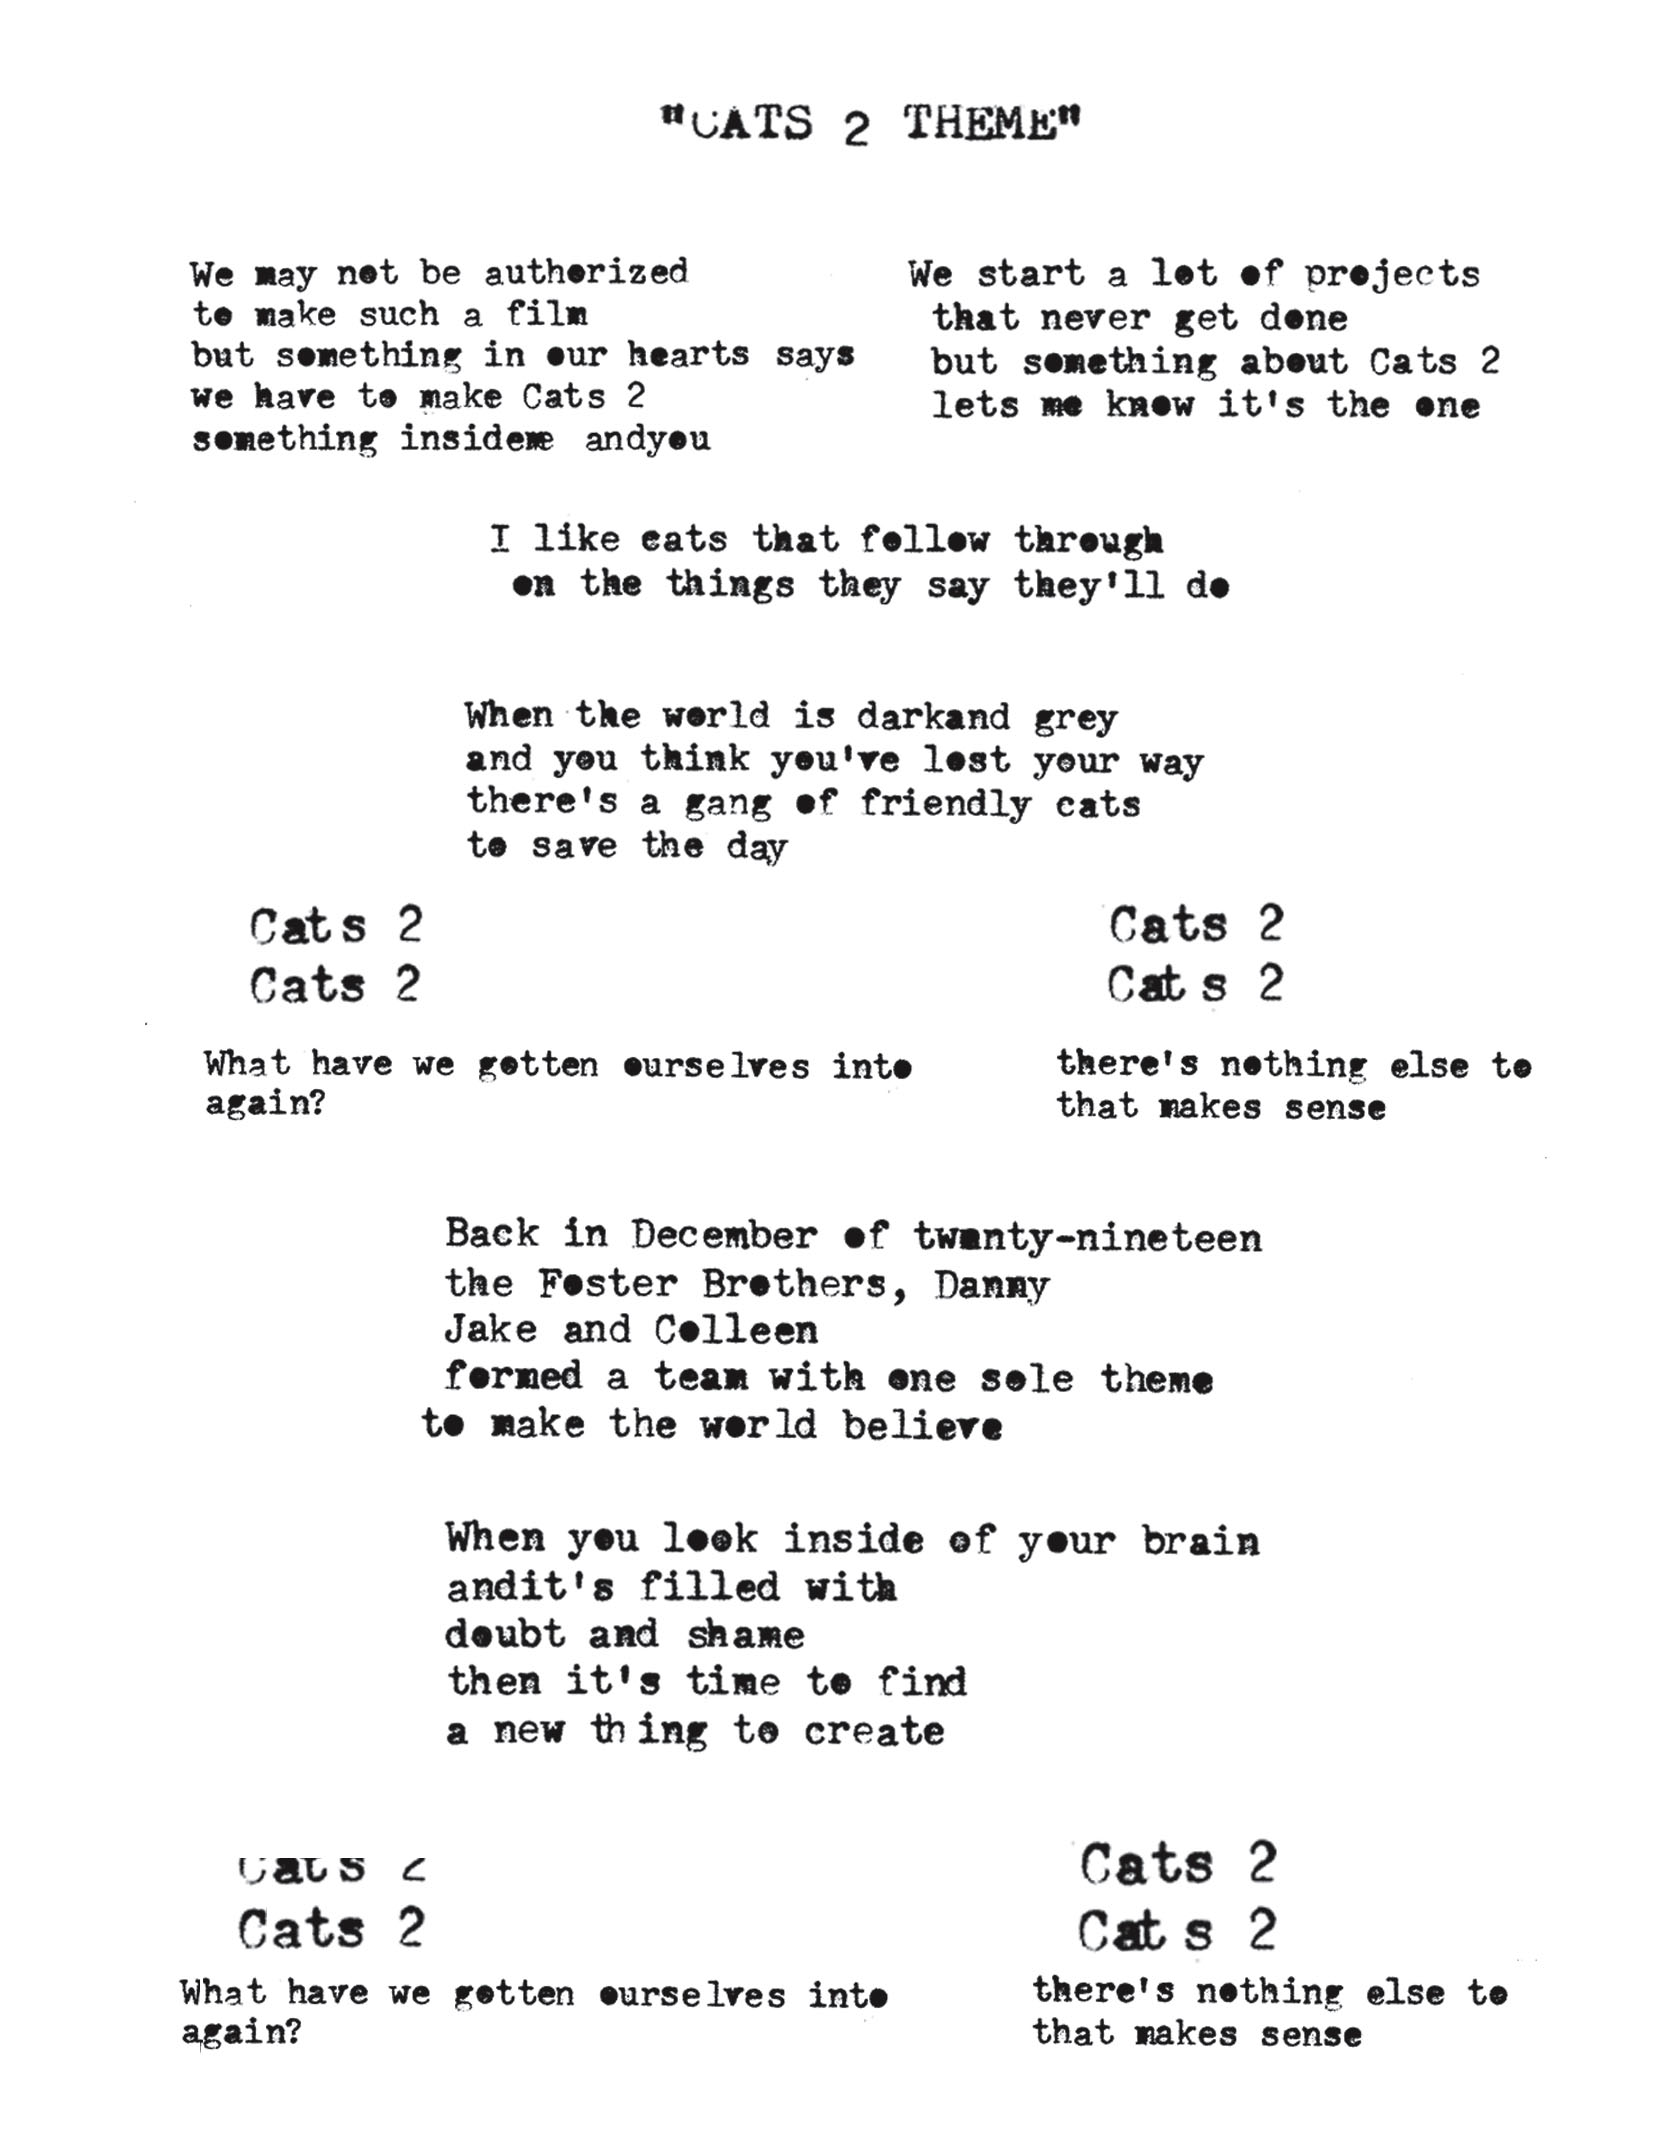 "CATS 2 THEME"
We may not be authorized
to make such a film
but something in our hearts says
we have to make Cats 2
something insideme andyou
We start a lot of projects
that never get done
but something about Cats 2
lets me know it's the one
I like cats that follow through
on the things they say they'll do
When the world is darkand grey
and you think you've lost your way
there's a gang of friendly cats
to save the day
Cats 2
Cats 2
What have we gotten ourselves into
again?
Cats 2
Cats 2
there's nothing else to
that makes sense
Back in December of twenty-nineteen
the Foster Brothers, Danny
Jake and Colleen
formed a team with one sole theme
to make the world believe
When you look inside of your brain
andit's filled with
doubt and shame
then it's time to find
a new thing to create
Cats 2
Cats 2
What have we gotten ourselves into
again?
Cats 2
Cats 2
there's nothing else to
that makes sense